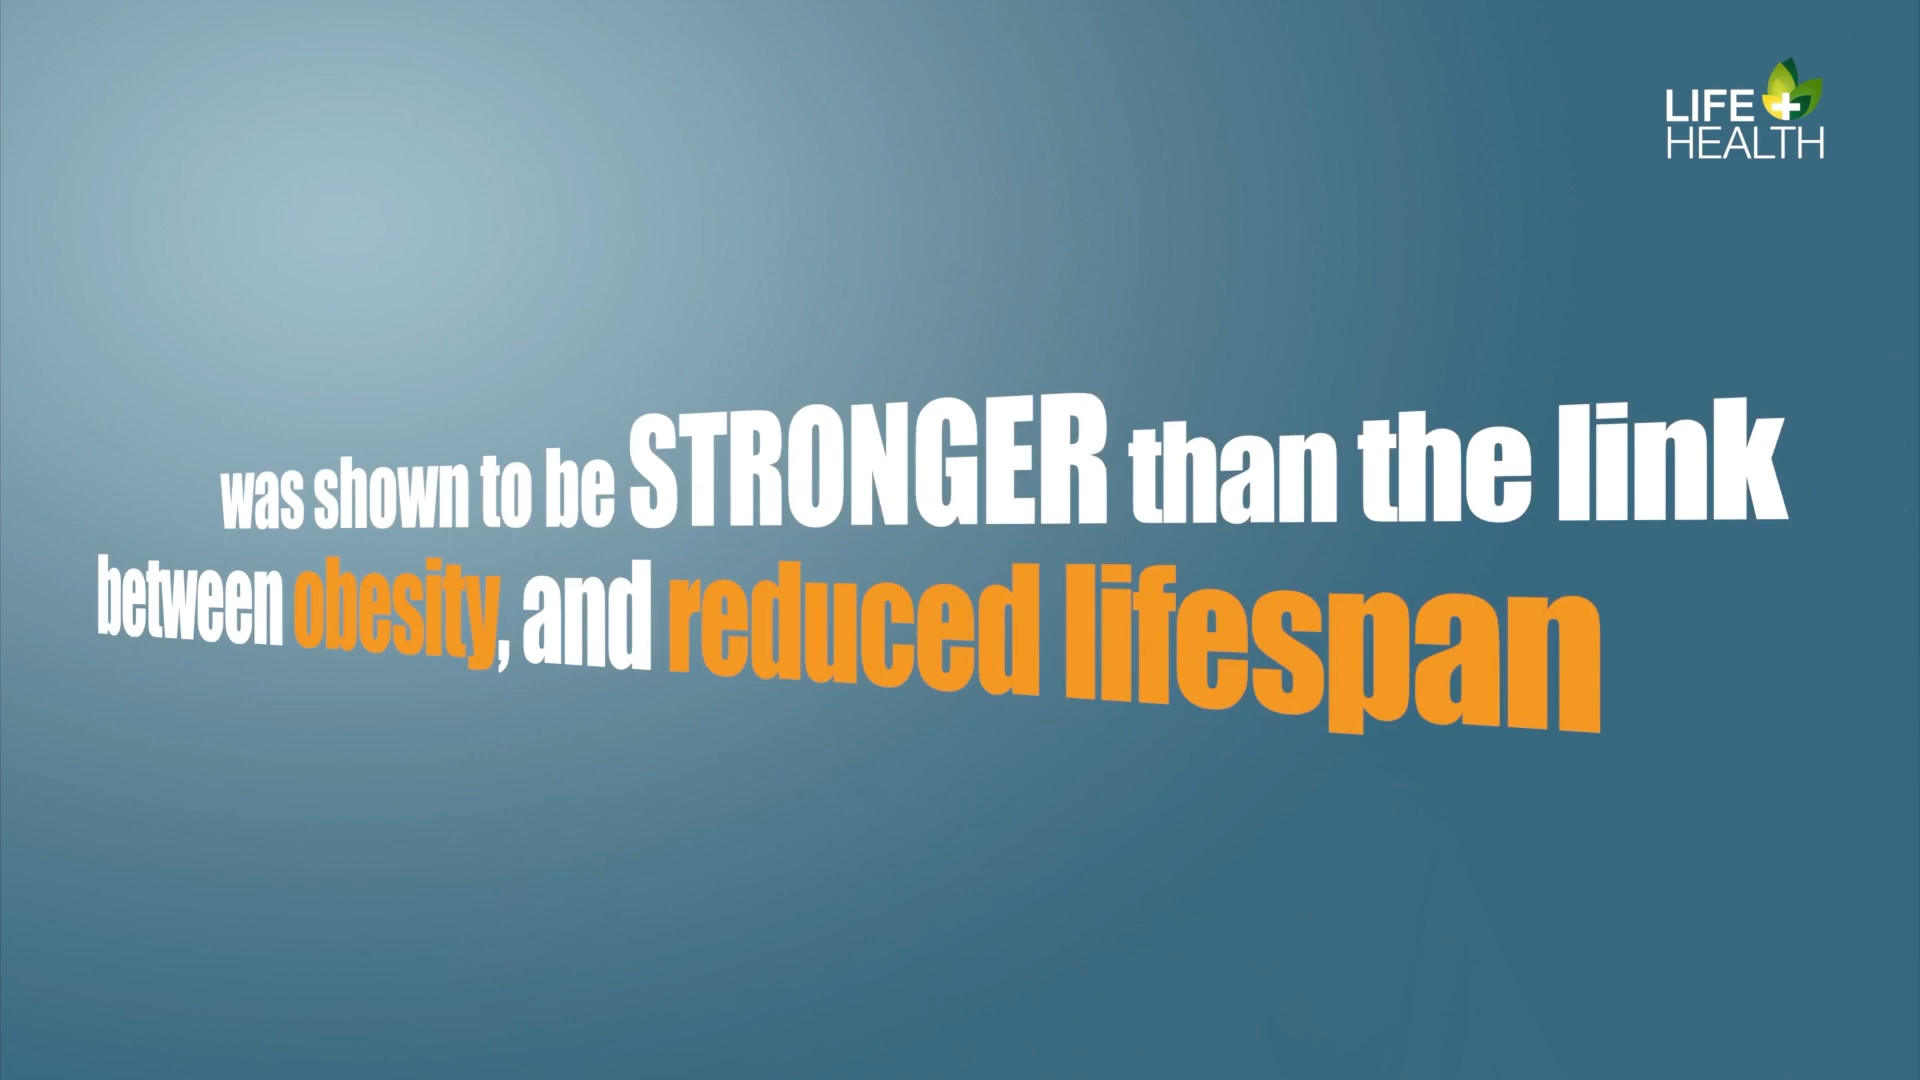 LIFE
HEALTH
was shown to be STRONGER than the link
between obesity, and reduced lifespan